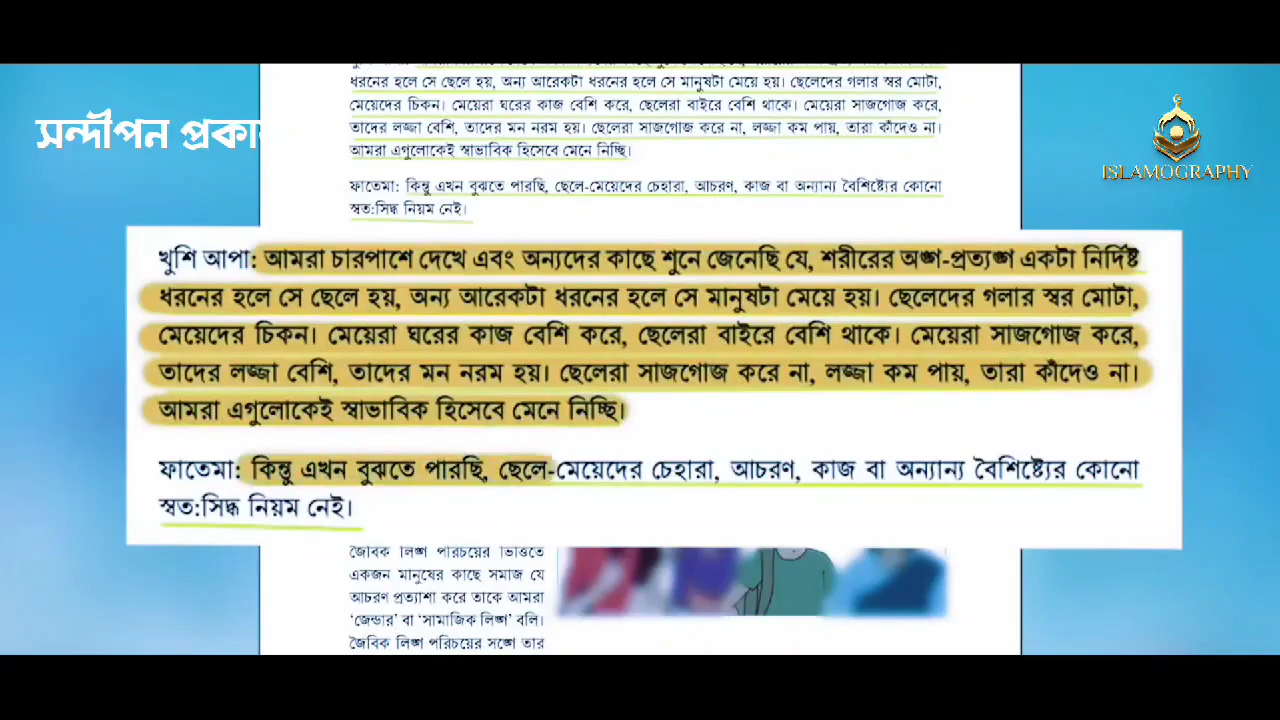 ধরনের হলে সে ছেলে হয়, অন্য আরেকটা ধরনের হলে সে মানুষটা মেয়ে হয়। ছেলেদের গলার স্বর মোটা,
মেয়েদের চিকন। মেয়েরা ঘরের কাজ বেশি করে, ছেলেরা বাইরে বেশি থাকে। মেয়েরা সাজগোজ করে,
তাদের লজ্জা বেশি, তাদের মন নরম হয়। ছেলেরা সাজগোজ করে না, লজ্জা কম পায়, তারা কাঁদেও না।
আমরা এগুলোকেই স্বাভাবিক হিসেবে মেনে নিচ্ছি।
সন্দীপন প্রকা
ISLAMOGRAPHY
ফাতেমা: কিন্তু এখন বুঝতে পারছি, ছেলে-মেয়েদের চেহারা, আচরণ, কাজ বা অন্যান্য বৈশিষ্ট্যের কোনো
স্বত:সিদ্ধ নিয়ম নেই।
খুশি আপা: আমরা চারপাশে দেখে এবং অন্যদের কাছে শুনে জেনেছি যে, শরীরের অঙ্গ-প্রত্যঙ্গ একটা নির্দিষ্ট
ধরনের হলে সে ছেলে হয়, অন্য আরেকটা ধরনের হলে সে মানুষটা মেয়ে হয়। ছেলেদের গলার স্বর মোটা,
মেয়েদের চিকন। মেয়েরা ঘরের কাজ বেশি করে, ছেলেরা বাইরে বেশি থাকে। মেয়েরা সাজগোজ করে,
তাদের লজ্জা বেশি, তাদের মন নরম হয়। ছেলেরা সাজগোজ করে না, লজ্জা কম পায়, তারা কাঁদেও না।
আমরা এগুলোকেই স্বাভাবিক হিসেবে মেনে নিচ্ছি।
ফাতেমা: কিন্তু এখন বুঝতে পারছি, ছেলে-মেয়েদের চেহারা, আচরণ, কাজ বা অন্যান্য বৈশিষ্ট্যের কোনো
স্বত:সিদ্ধ নিয়ম নেই।
জৈবিক লিঙ্গ পরিচয়ের ভিত্তিতে
একজন মানুষের কাছে সমাজ যে
আচরণ প্রত্যাশা করে তাকে আমরা
‘জেন্ডার’ বা ‘সামাজিক লিঙ্গ’ বলি।
জৈবিক লিঙ্গ পরিচয়ের সঙ্গে তার